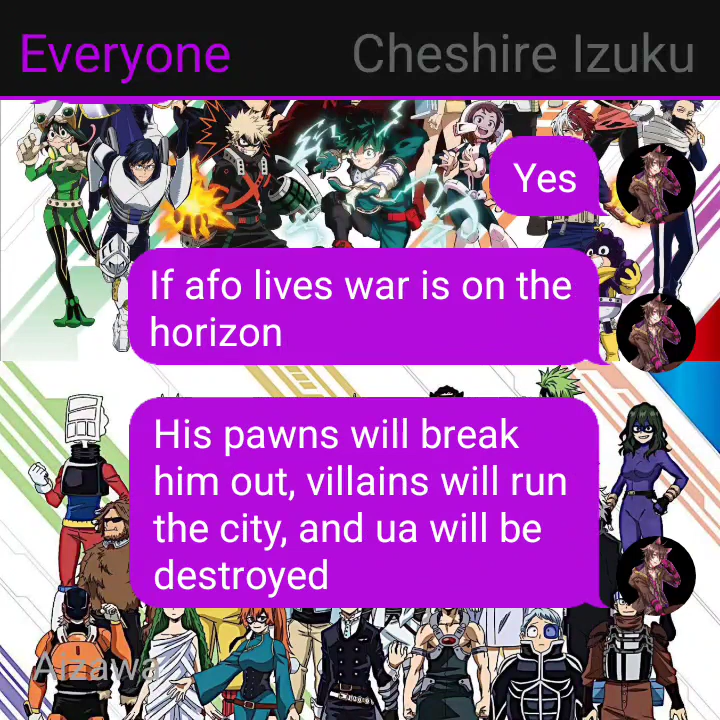 Everyone
Cheshire Izuku
Yes
If afo lives war is on the
horizon
His pawns will break
him out, villains will run
the city, and ua will be
destroyed
Aizawa